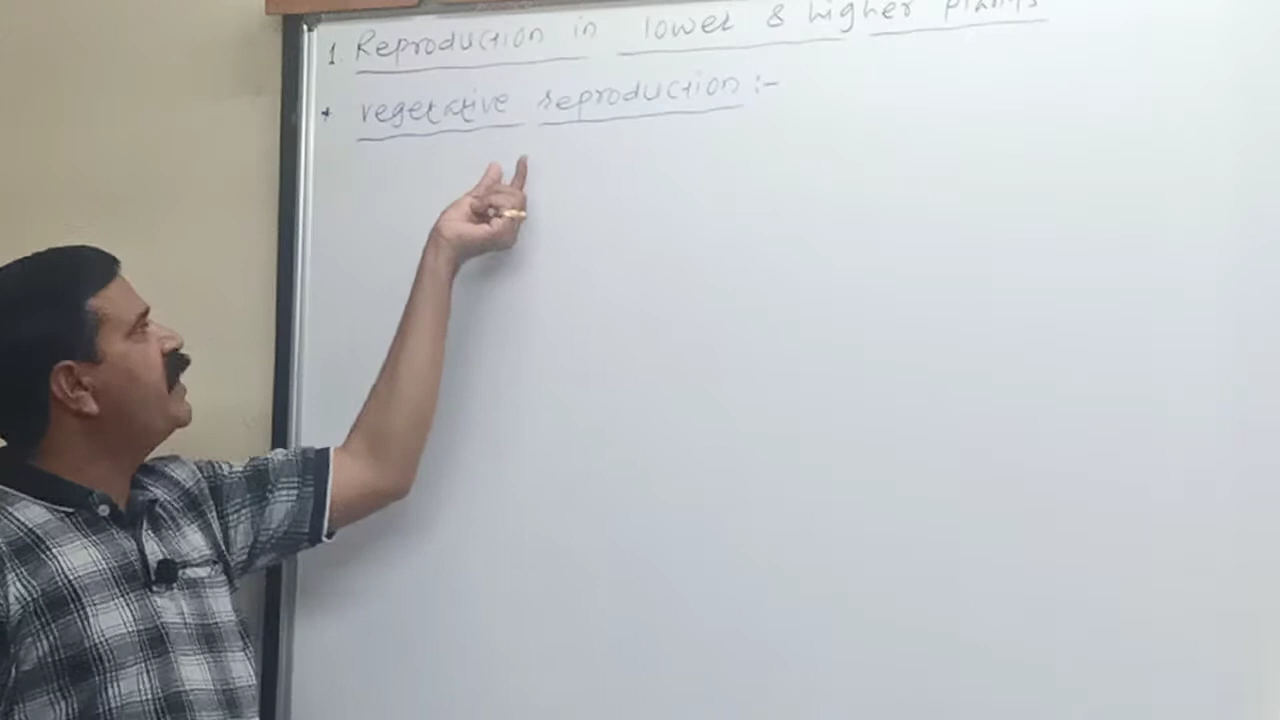 1. Reproduction in lower & higher plants
* vegetative reproduction :-